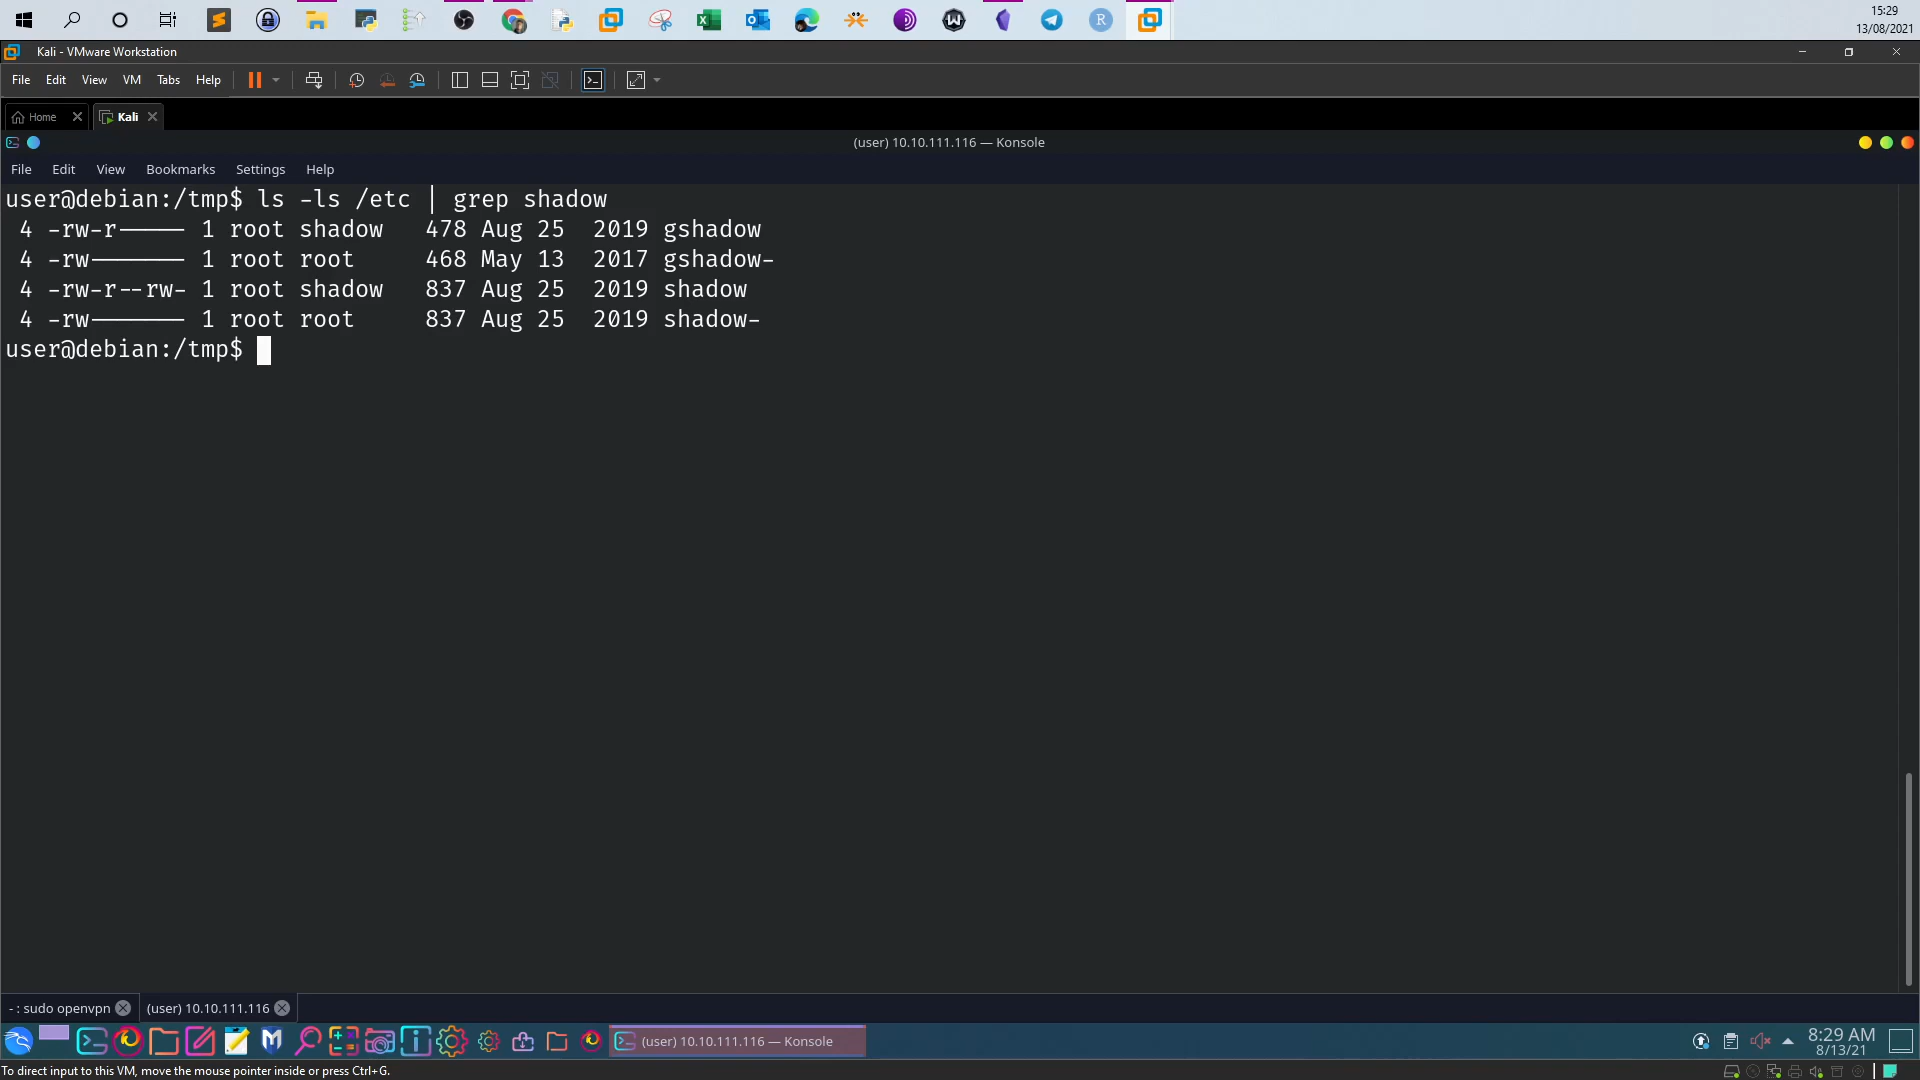 15:29
13/08/2021
Kali - VMware Workstation
File Edit View VM Tabs Help
Home Kali
(user) 10.10.111.116 — Konsole
File Edit View Bookmarks Settings Help
user@debian:/tmp$ ls -ls /etc | grep shadow
4 -rw-r----- 1 root shadow 478 Aug 25 2019 gshadow
4 -rw------- 1 root root 468 May 13 2017 gshadow-
4 -rw-r--rw- 1 root shadow 837 Aug 25 2019 shadow
4 -rw------- 1 root root 837 Aug 25 2019 shadow-
user@debian:/tmp$
- : sudo openvpn (user) 10.10.111.116
(user) 10.10.111.116 — Konsole
8:29 AM
8/13/21
To direct input to this VM, move the mouse pointer inside or press Ctrl+G.